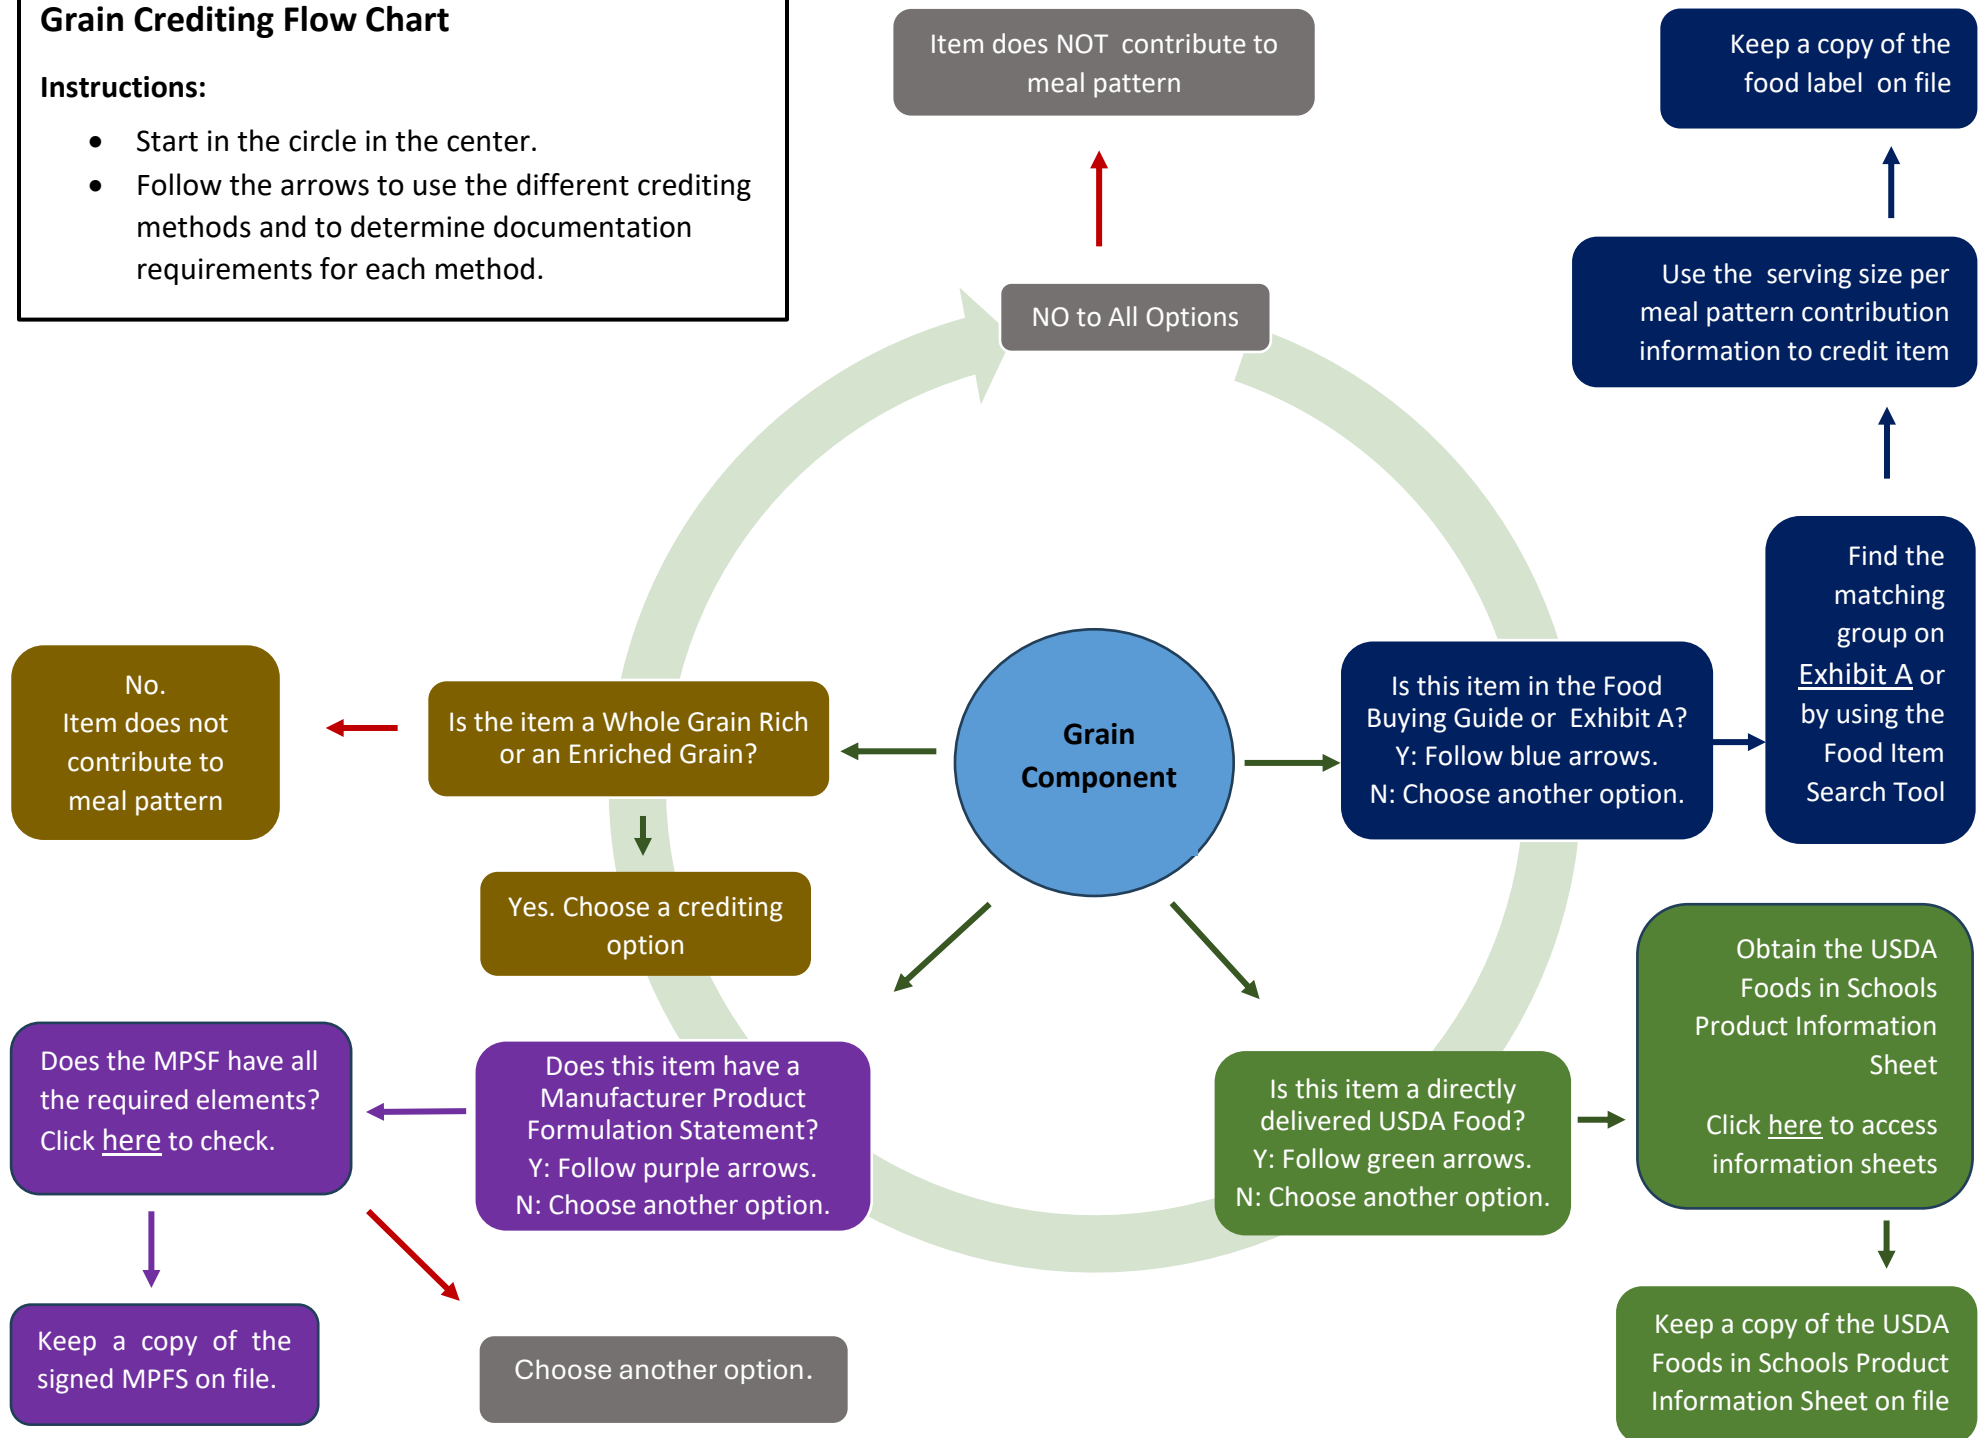 Grain Crediting Flow Chart
Instructions:
• Start in the circle in the center.
• Follow the arrows to use the different crediting
methods and to determine documentation
requirements for each method.
Item does NOT contribute to
meal pattern
NO to All Options
Keep a copy of the
food label on file
Use the serving size per
meal pattern contribution
information to credit item
Find the
matching
group on
Exhibit A or
by using the
Food Item
Search Tool
Is this item in the Food
Buying Guide or Exhibit A?
Y: Follow blue arrows.
N: Choose another option.
Grain
Component
Is the item a Whole Grain Rich
or an Enriched Grain?
No.
Item does not
contribute to
meal pattern
Yes. Choose a crediting
option
Does this item have a
Manufacturer Product
Formulation Statement?
Y: Follow purple arrows.
N: Choose another option.
Does the MPSF have all
the required elements?
Click here to check.
Keep a copy of the
signed MPFS on file.
Choose another option.
Is this item a directly
delivered USDA Food?
Y: Follow green arrows.
N: Choose another option.
Obtain the USDA
Foods in Schools
Product Information
Sheet
Click here to access
information sheets
Keep a copy of the USDA
Foods in Schools Product
Information Sheet on file